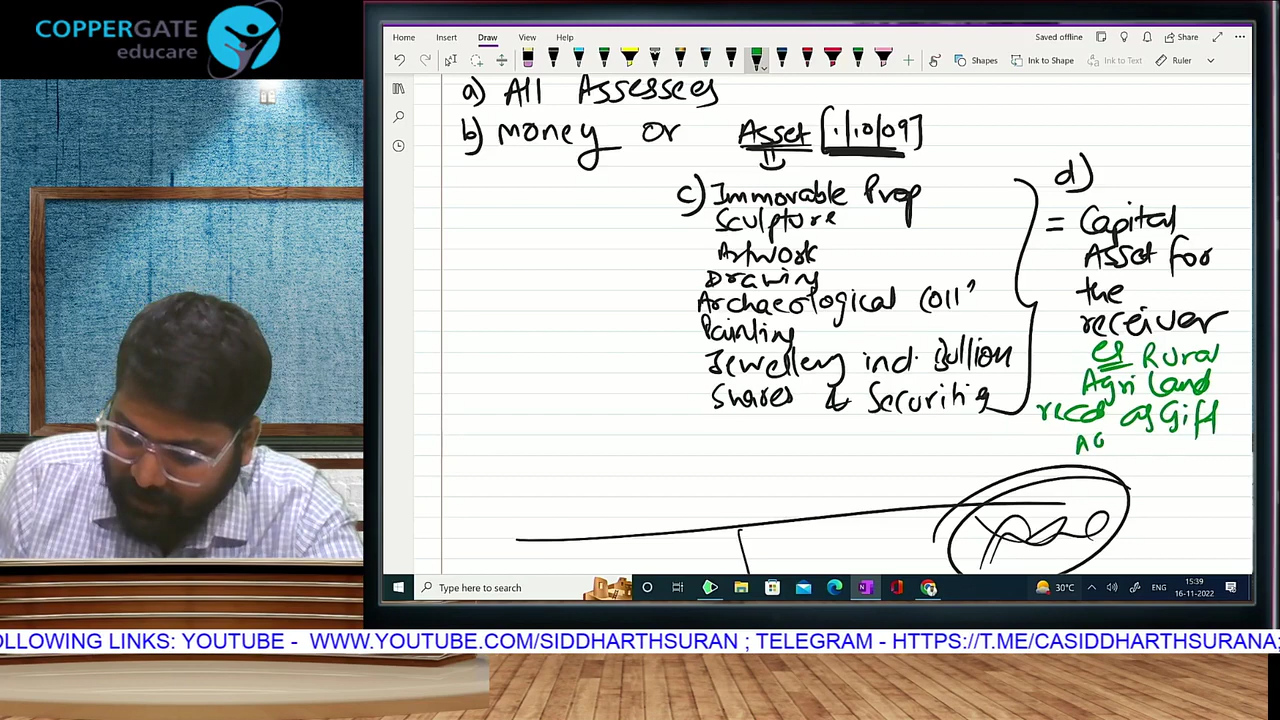 COPPERGATE
educare
Home Insert Draw View Help
Saved offline
Share
Shapes
Ink to Shape
Ink to Text
Ruler
a) All Assessees
b) money or Asset [1/10/09]
c) Immovable Prop
Sculpture
Artwork
Drawing
Archaeological Coll'
Painting
Jewellery incl. Bullion
Shares & Securities
d)
= Capital
Asset for
the
receiver
eg Rural
Agri Land
recd as Gift
Type here to search
30°C
ENG
15:39
16-11-2022
OLLOWING LINKS: YOUTUBE - WWW.YOUTUBE.COM/SIDDHARTHSURAN ; TELEGRAM - HTTPS://T.ME/CASIDDHARTHSURANA;